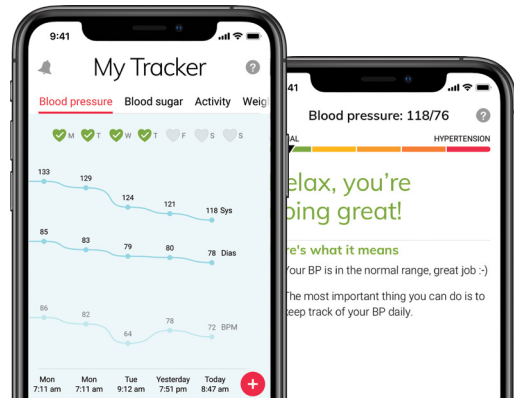 9:41
My Tracker
?
Blood pressure Blood sugar Activity Weig
M T W T F S S
133
129
124
121
118 Sys
85
83
79
80
78 Dias
86
82
64
78
72 BPM
Mon Mon Tue Yesterday Today
7:11 am 7:11 am 9:12 am 7:51 pm 8:47 am
+
41
Blood pressure: 118/76
?
AL HYPERTENSION
elax, you're
oing great!
re's what it means
Your BP is in the normal range, great job :-)
The most important thing you can do is to
keep track of your BP daily.